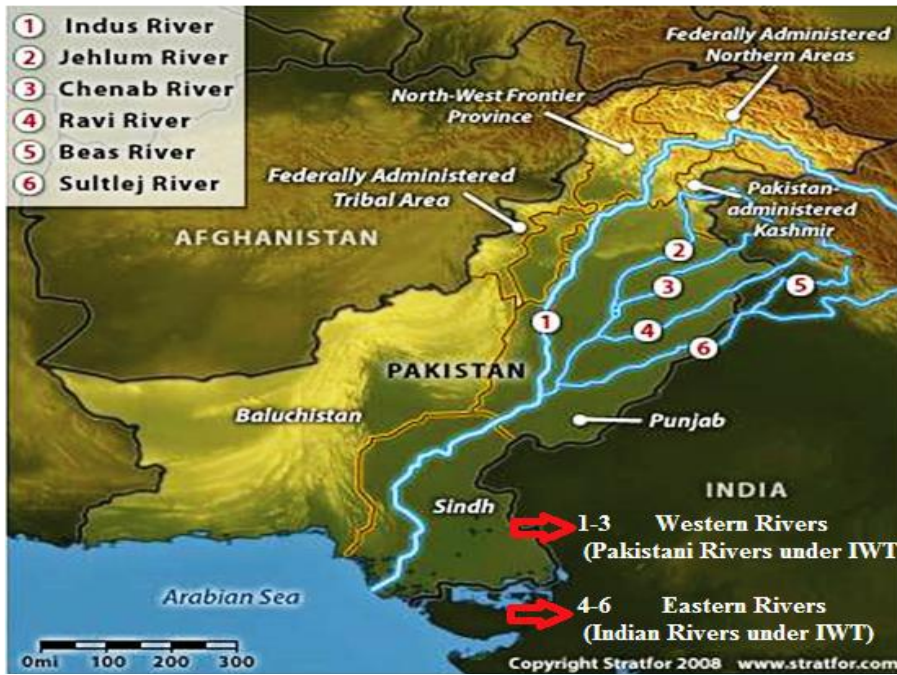 1 Indus River
2 Jehlum River
3 Chenab River
4 Ravi River
5 Beas River
6 Sultlej River
Federally Administered
Northern Areas
North-West Frontier
Province
Federally Administered
Tribal Area
Pakistan-
administered
Kashmir
AFGHANISTAN
2
3
5
1
4
6
PAKISTAN
Baluchistan
Punjab
INDIA
Sindh
1-3 Western Rivers
(Pakistani Rivers under IWT
Arabian Sea
4-6 Eastern Rivers
(Indian Rivers under IWT)
0mi 100 200 300
Copyright Stratfor 2008 www.stratfor.com